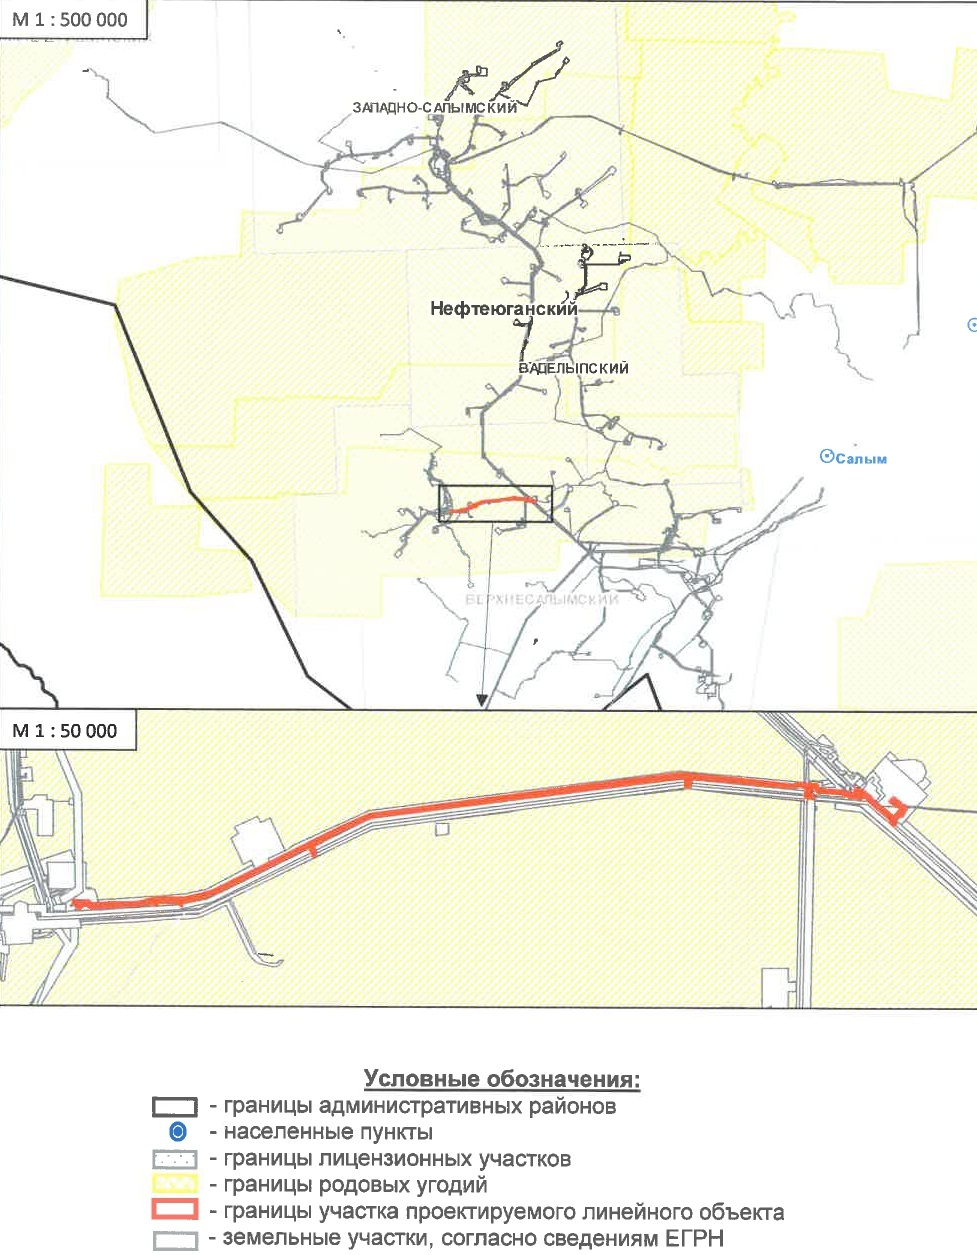 М 1 : 500 000
ЗАПАДНО-САЛЫМСКИЙ
Нефтеюганский
ВАДЕЛЫПСКИЙ
Салым
ВЕРХНЕСАЛЫМСКИЙ
М 1 : 50 000
Условные обозначения:
- границы административных районов
- населенные пункты
- границы лицензионных участков
- границы родовых угодий
- границы участка проектируемого линейного объекта
- земельные участки, согласно сведениям ЕГРН